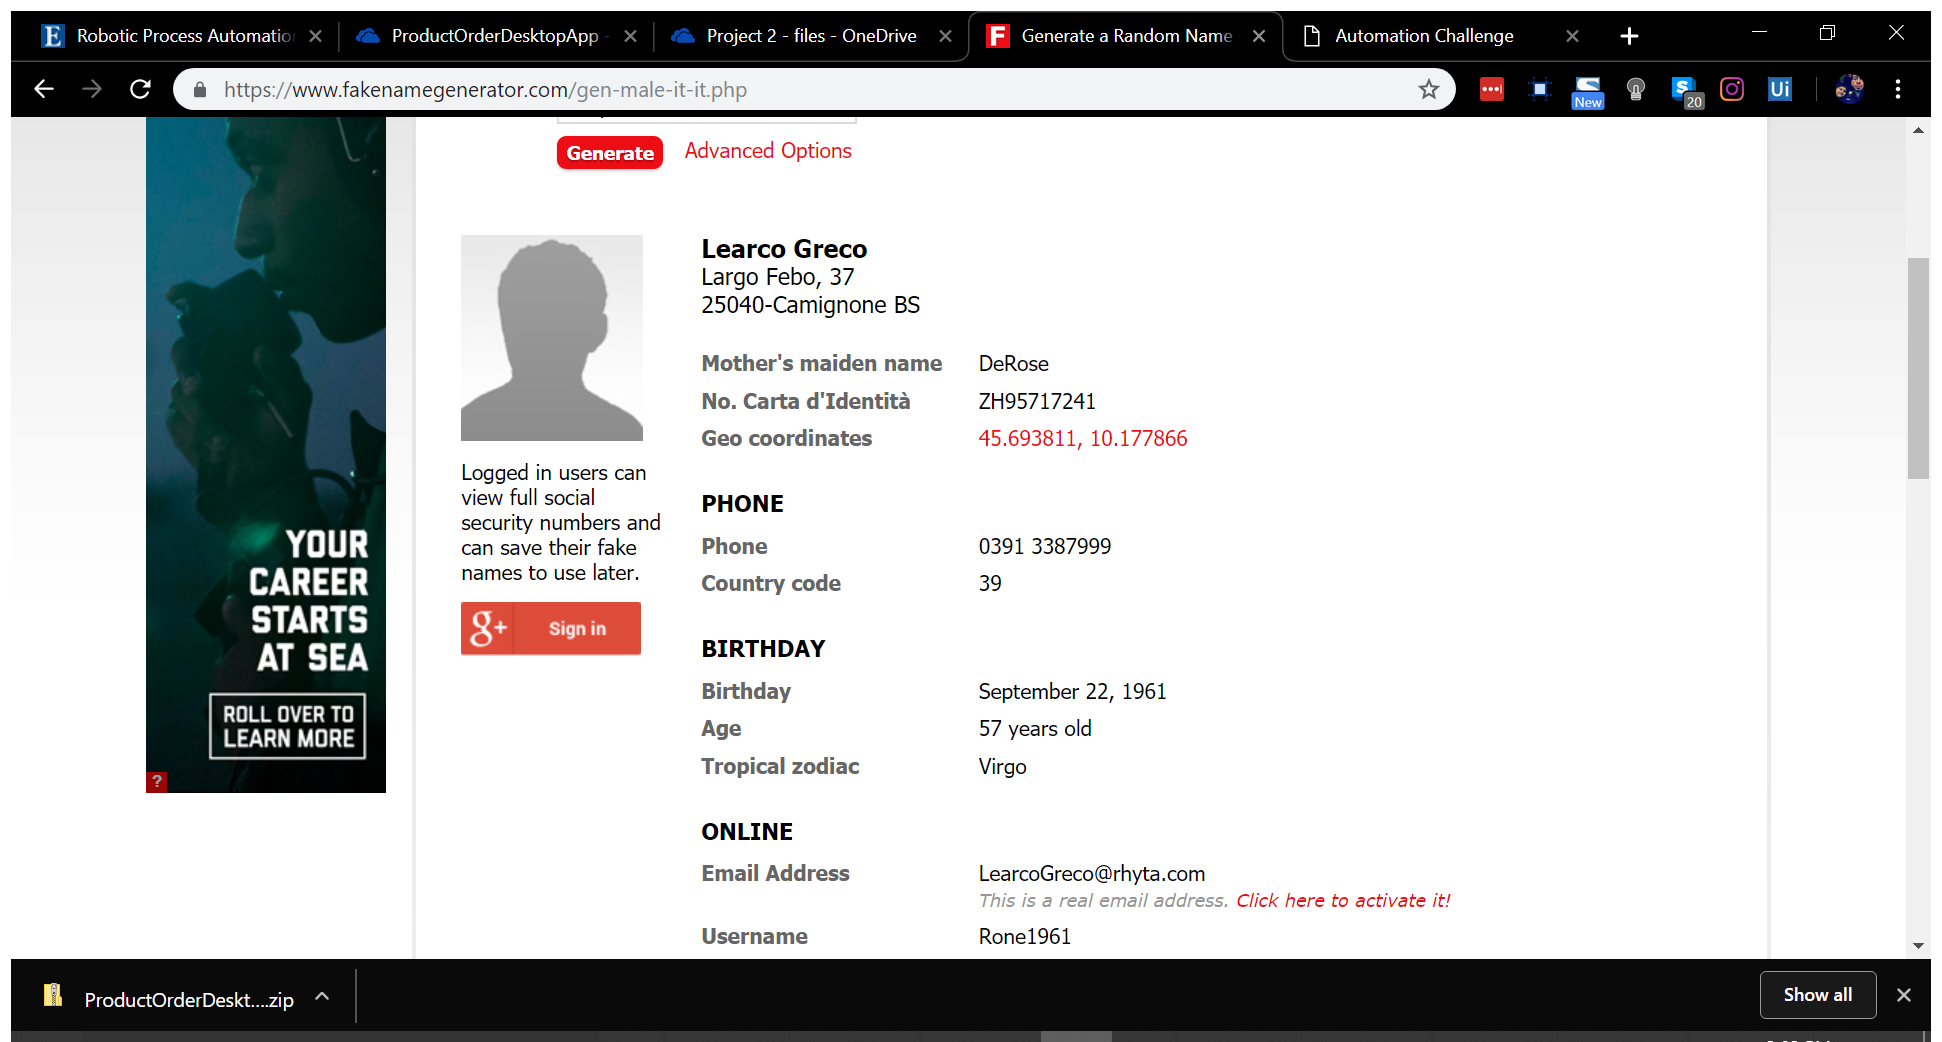 Robotic Process Automation
ProductOrderDesktopApp -
Project 2 - files - OneDrive
Generate a Random Name
Automation Challenge
https://www.fakenamegenerator.com/gen-male-it-it.php
New
20
Ui
Generate
Advanced Options
Learco Greco
Largo Febo, 37
25040-Camignone BS
Mother's maiden name DeRose
No. Carta d'Identità ZH95717241
Geo coordinates 45.693811, 10.177866
Logged in users can
view full social
security numbers and
can save their fake
names to use later.
g+ Sign in
PHONE
Phone 0391 3387999
Country code 39
BIRTHDAY
Birthday September 22, 1961
Age 57 years old
Tropical zodiac Virgo
ONLINE
Email Address LearcoGreco@rhyta.com
This is a real email address. Click here to activate it!
Username Rone1961
YOUR
CAREER
STARTS
AT SEA
ROLL OVER TO
LEARN MORE
?
ProductOrderDeskt....zip
Show all